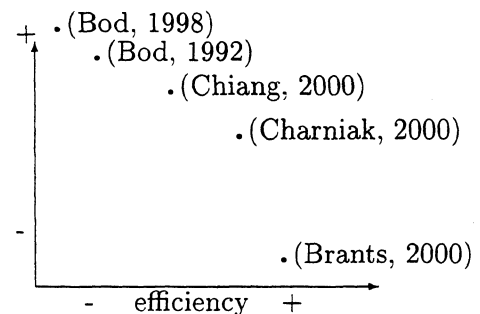 + (Bod, 1998)
(Bod, 1992)
(Chiang, 2000)
(Charniak, 2000)
-
(Brants, 2000)
- efficiency +